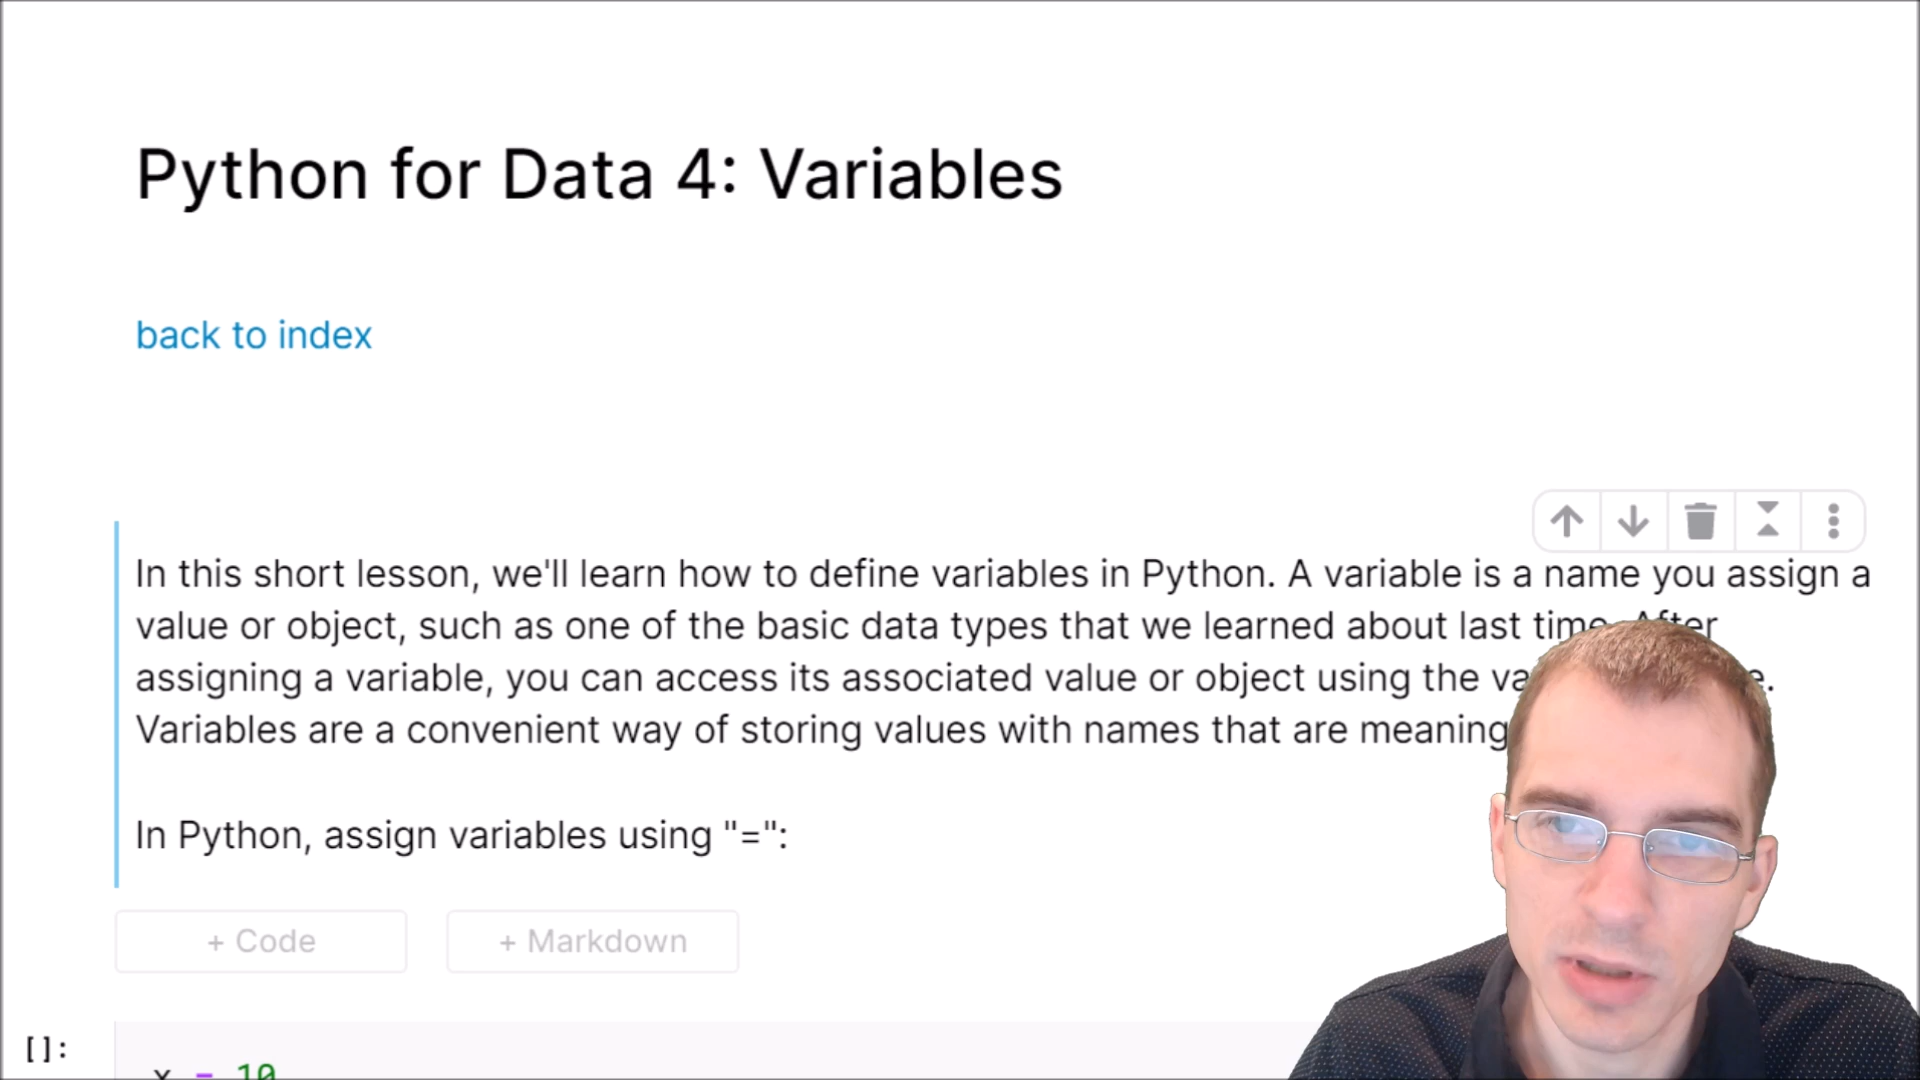 Python for Data 4: Variables
back to index
In this short lesson, we'll learn how to define variables in Python. A variable is a name you assign a
value or object, such as one of the basic data types that we learned about last time. After
assigning a variable, you can access its associated value or object using the
Variables are a convenient way of storing values with names that are
In Python, assign variables using "=":
+ Code
+ Markdown
[]:
x = 10